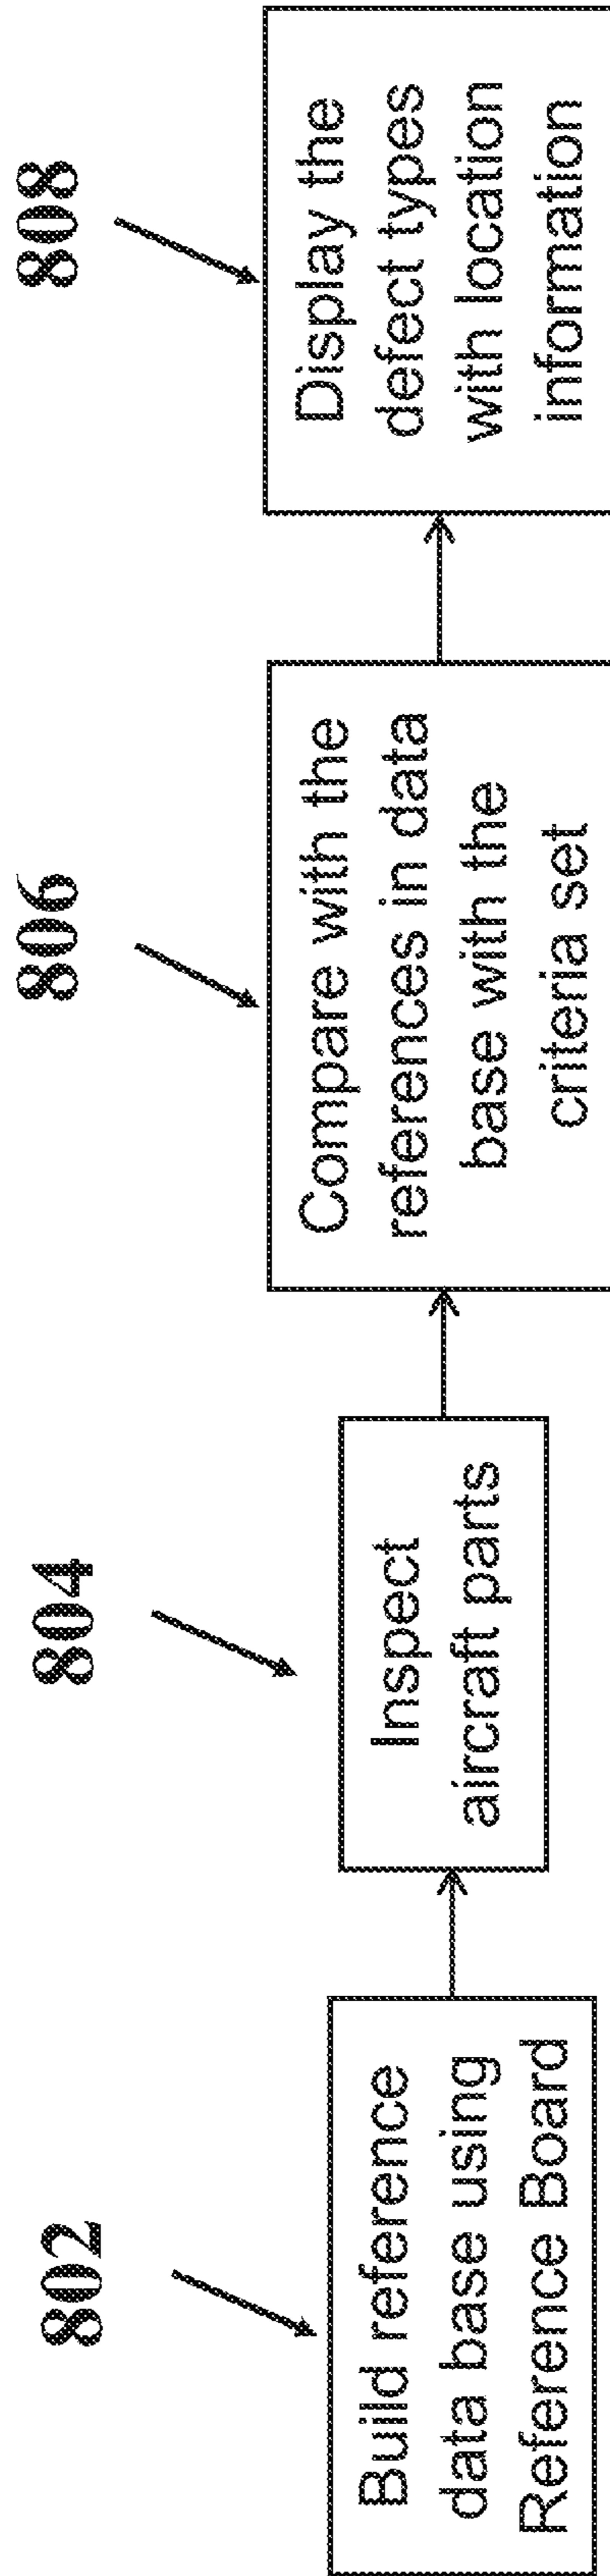 802
Build reference
data base using
Reference Board
804
Inspect
aircraft parts
806
Compare with the
references in data
base with the
criteria set
808
Display the
defect types
with location
information